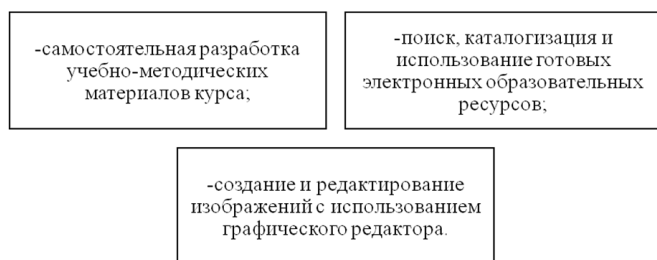 -самостоятельная разработка
учебно-методических
материалов курса;
-поиск, каталогизация и
использование готовых
электронных образовательных
ресурсов;
-создание и редактирование
изображений с использованием
графического редактора.